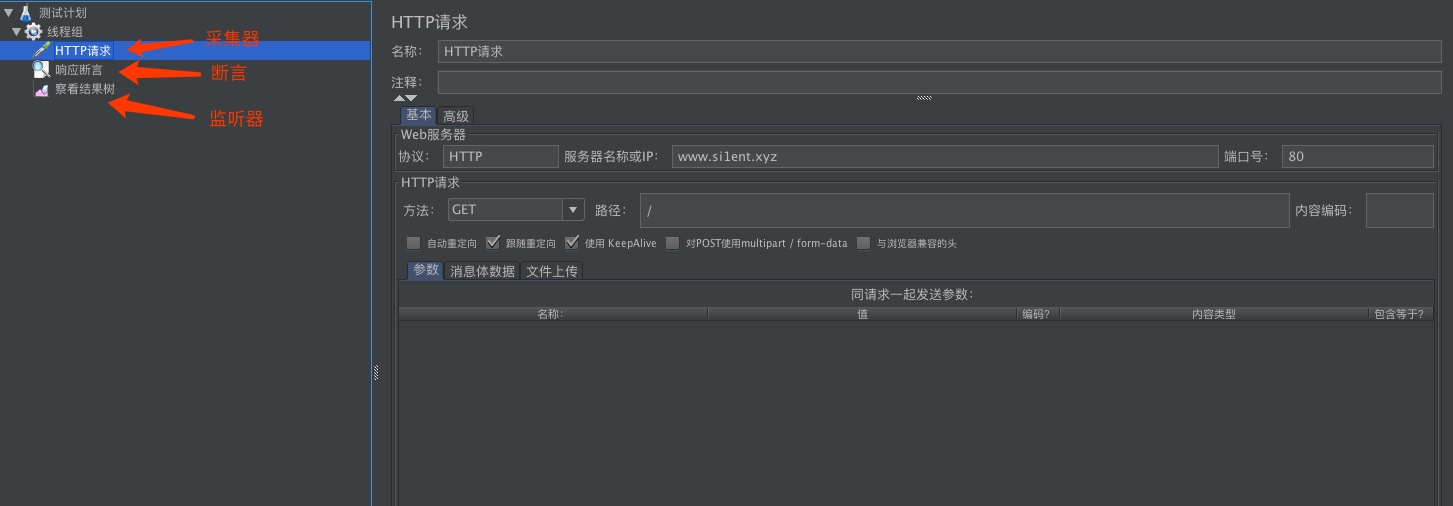 测试计划
线程组
HTTP请求
采集器
响应断言
断言
察看结果树
监听器
HTTP请求
名称： HTTP请求
注释：
基本 高级
Web服务器
协议： HTTP 服务器名称或IP： www.si1ent.xyz 端口号： 80
HTTP请求
方法： GET 路径： / 内容编码：
自动重定向 跟随重定向 使用 KeepAlive 对POST使用multipart / form-data 与浏览器兼容的头
参数 消息体数据 文件上传
同请求一起发送参数：
名称： 值 编码？ 内容类型 包含等于？